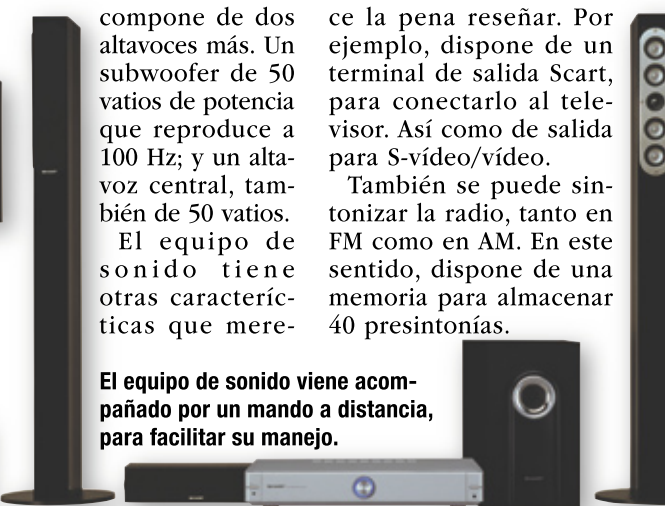 compone de dos
altavoces más. Un
subwoofer de 50
vatios de potencia
que reproduce a
100 Hz; y un alta-
voz central, tam-
bién de 50 vatios.
El equipo de
sonido tiene
otras caracterís-
ticas que mere-
ce la pena reseñar. Por
ejemplo, dispone de un
terminal de salida Scart,
para conectarlo al tele-
visor. Así como de salida
para S-vídeo/vídeo.
También se puede sin-
tonizar la radio, tanto en
FM como en AM. En este
sentido, dispone de una
memoria para almacenar
40 presintonías.
El equipo de sonido viene acom-
pañado por un mando a distancia,
para facilitar su manejo.